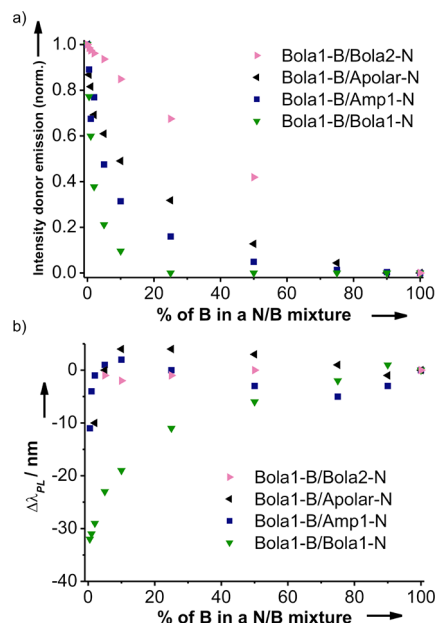 a)
Intensity donor emission (norm.)
1.0
0.8
0.6
0.4
0.2
0.0
Bola1-B/Bola2-N
Bola1-B/Apolar-N
Bola1-B/Amp1-N
Bola1-B/Bola1-N
0 20 40 60 80 100
% of B in a N/B mixture
b)
Δλ_PL / nm
0
-10
-20
-30
-40
Bola1-B/Bola2-N
Bola1-B/Apolar-N
Bola1-B/Amp1-N
Bola1-B/Bola1-N
0 20 40 60 80 100
% of B in a N/B mixture